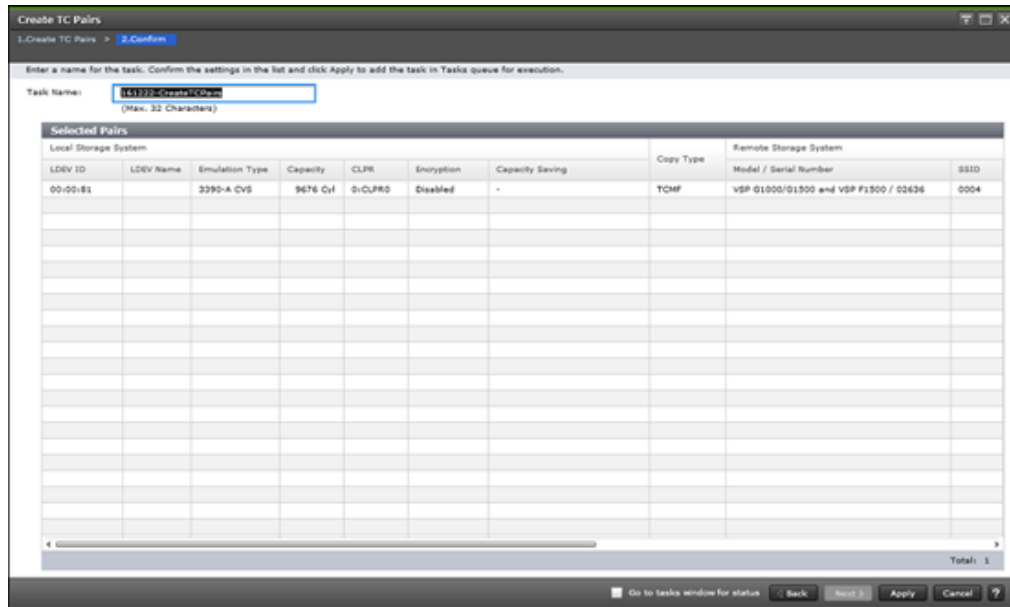 Create TC Pairs
1.Create TC Pairs > 2.Confirm
Enter a name for the task. Confirm the settings in the list and click Apply to add the task in Tasks queue for execution.
Task Name: 161222-CreateTCPairs
(Max. 32 Characters)
Selected Pairs
Local Storage System Copy Type Remote Storage System
LDEV ID LDEV Name Emulation Type Capacity CLPR Encryption Capacity Saving Model / Serial Number SSID
00:00:81 3390-A CVS 9676 Cyl 0:CLPR0 Disabled - TCMF VSP G1000/G1500 and VSP F1500 / 02636 0004
Total: 1
Go to tasks window for status Back Next Apply Cancel ?